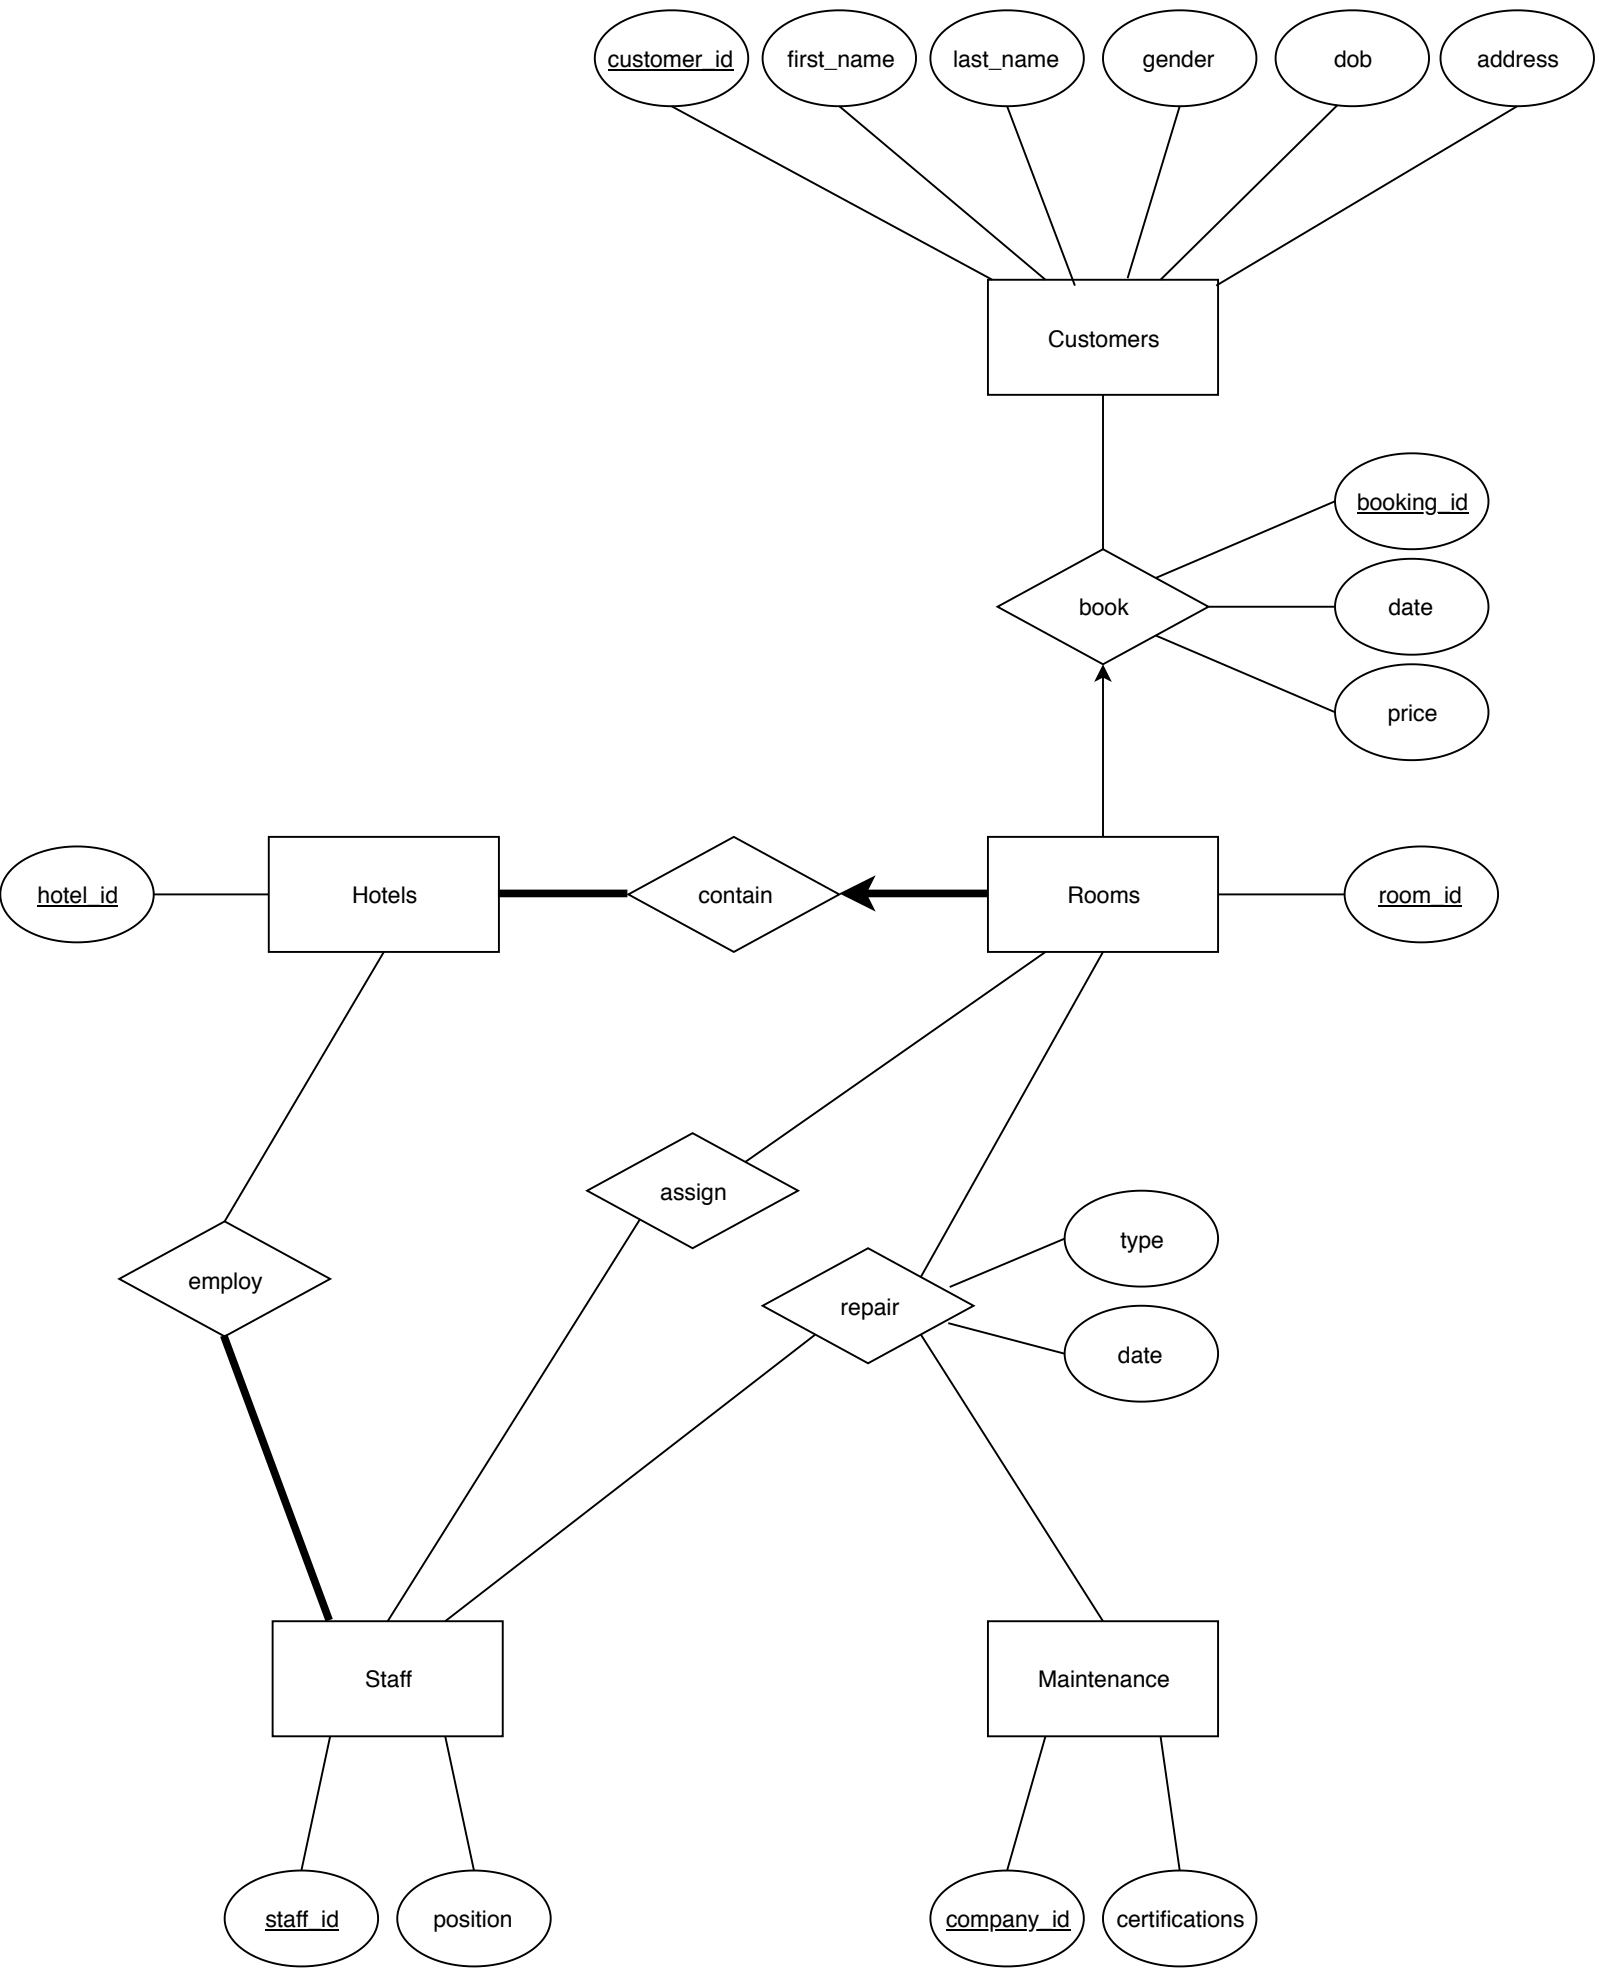 customer_id
first_name
last_name
gender
dob
address
Customers
booking_id
book
date
price
hotel_id
Hotels
contain
Rooms
room_id
assign
type
employ
repair
date
Staff
Maintenance
staff_id
position
company_id
certifications